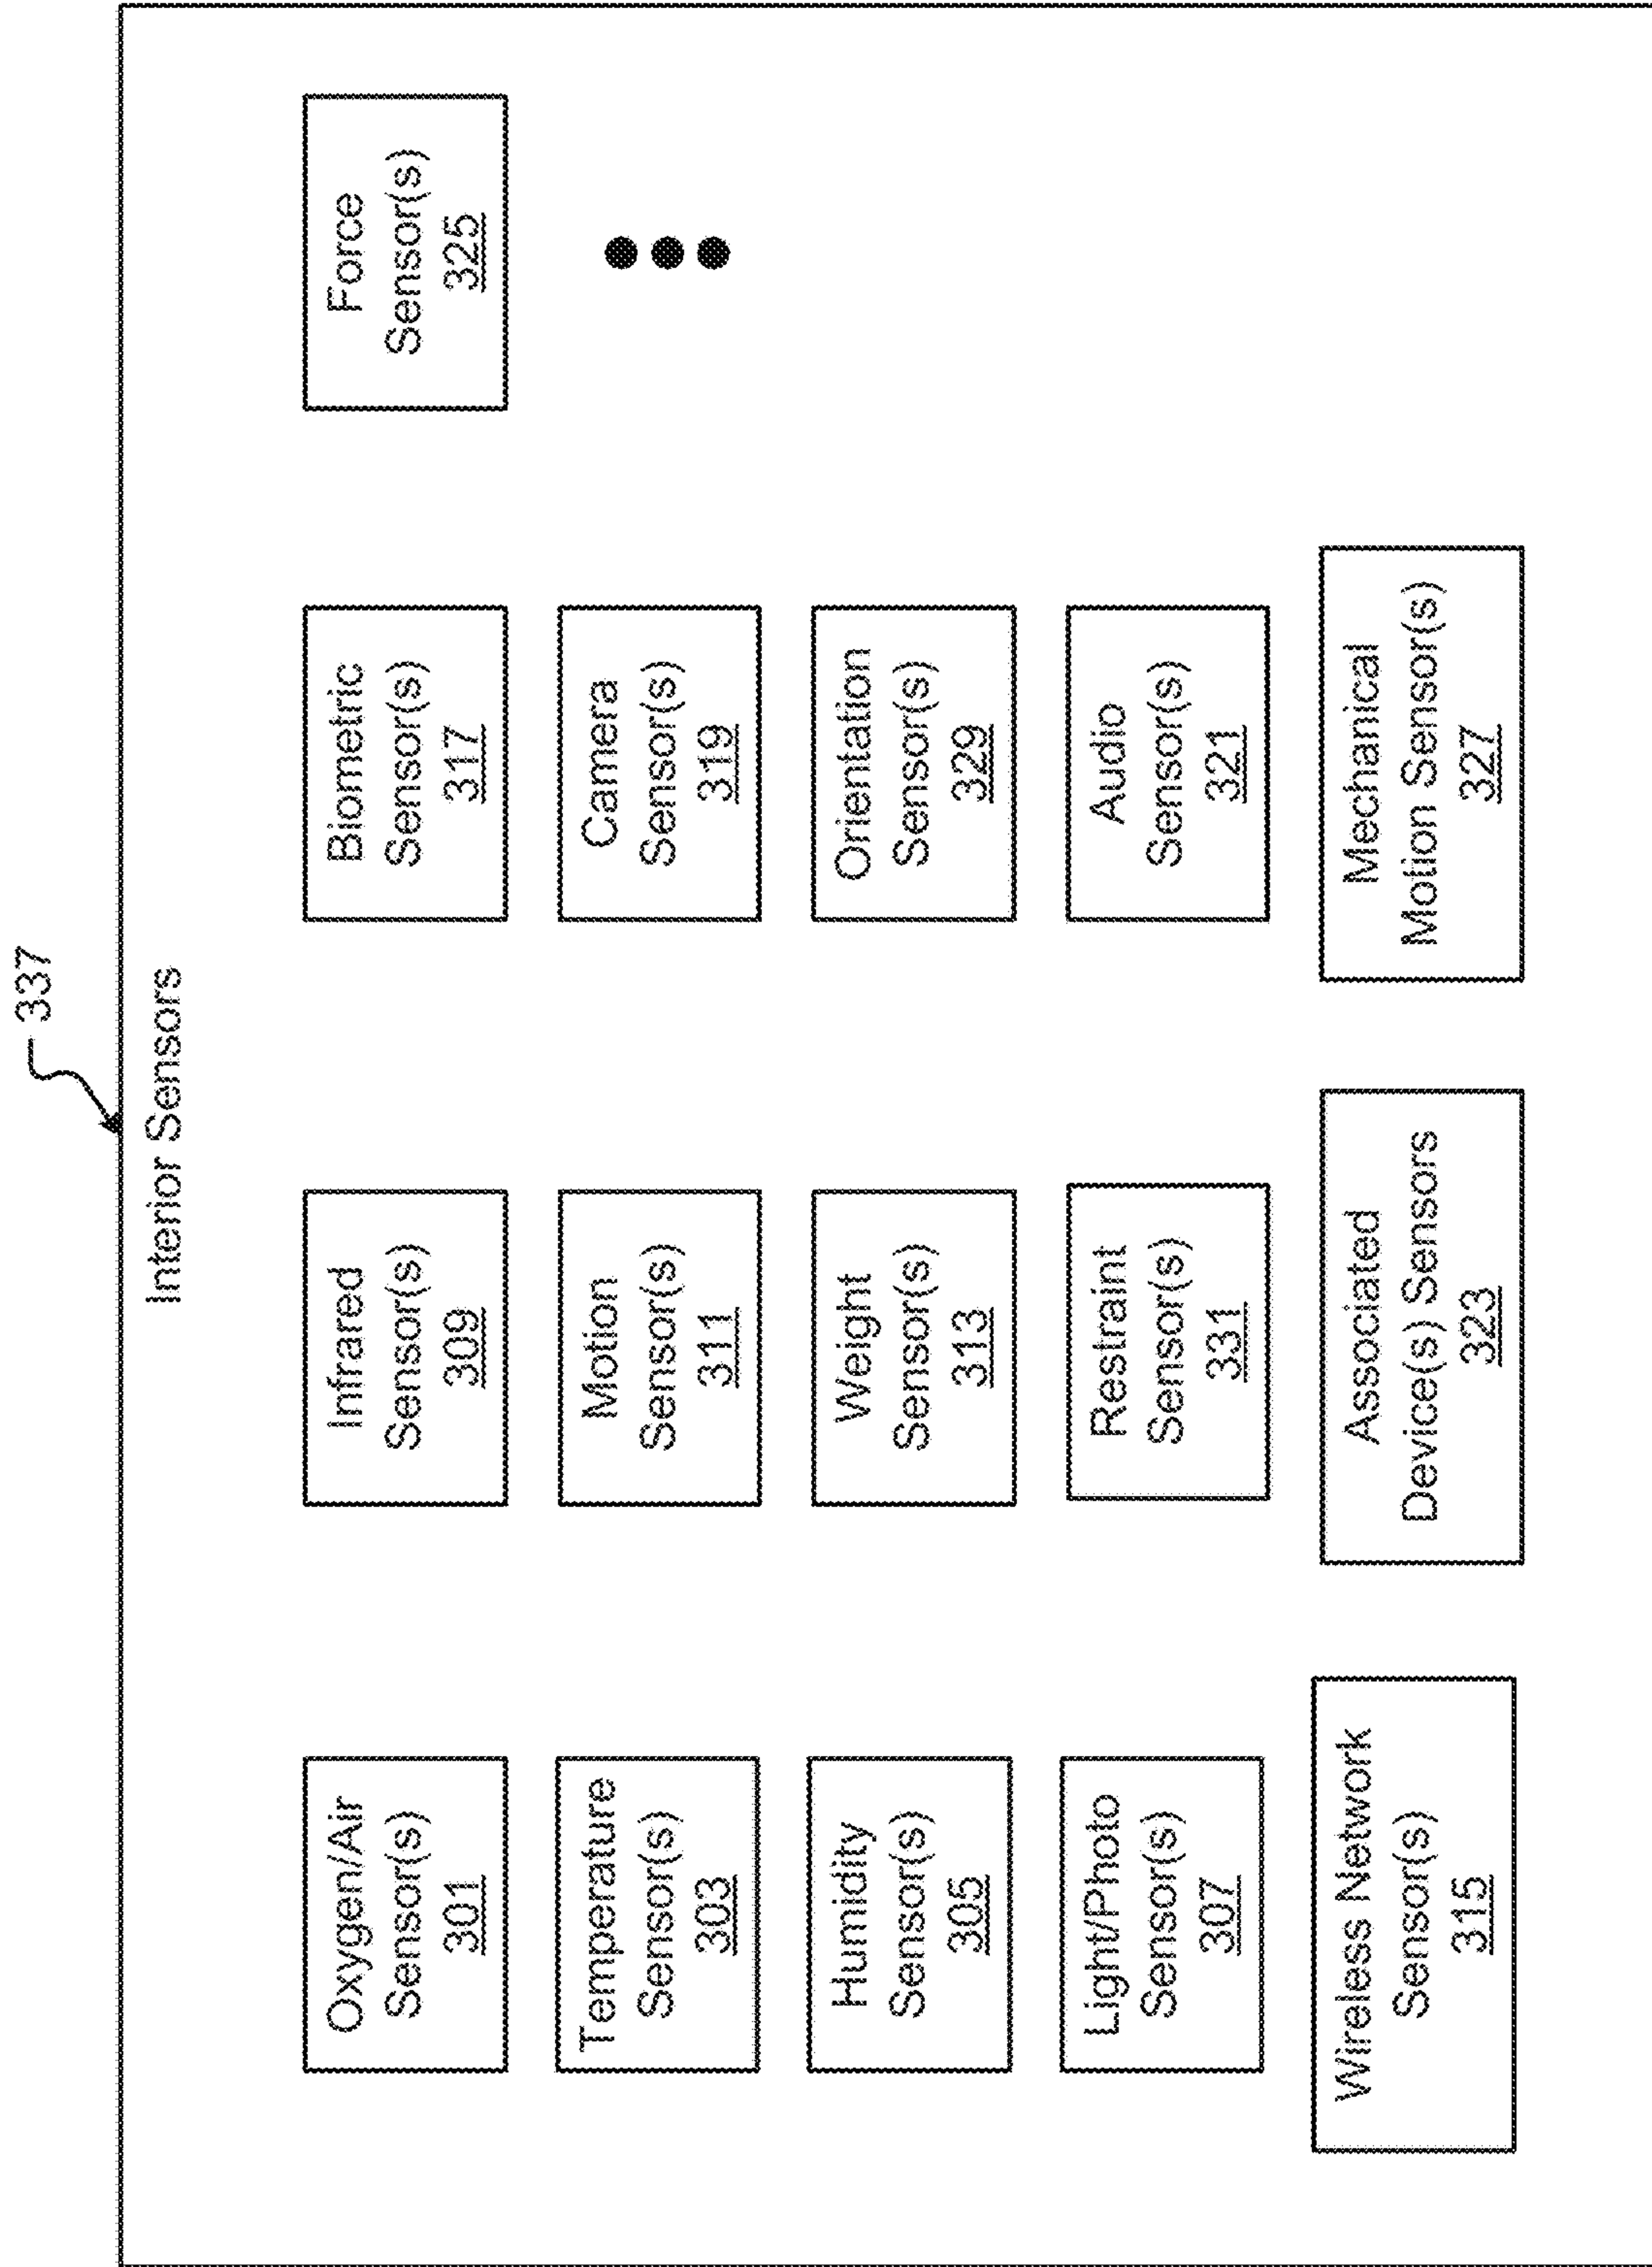 337
Interior Sensors
Oxygen/Air
Sensor(s)
301
Temperature
Sensor(s)
303
Humidity
Sensor(s)
305
Light/Photo
Sensor(s)
307
Wireless Network
Sensor(s)
315
Infrared
Sensor(s)
309
Motion
Sensor(s)
311
Weight
Sensor(s)
313
Restraint
Sensor(s)
331
Associated
Device(s) Sensors
323
Biometric
Sensor(s)
317
Camera
Sensor(s)
319
Orientation
Sensor(s)
329
Audio
Sensor(s)
321
Mechanical
Motion Sensor(s)
327
Force
Sensor(s)
325